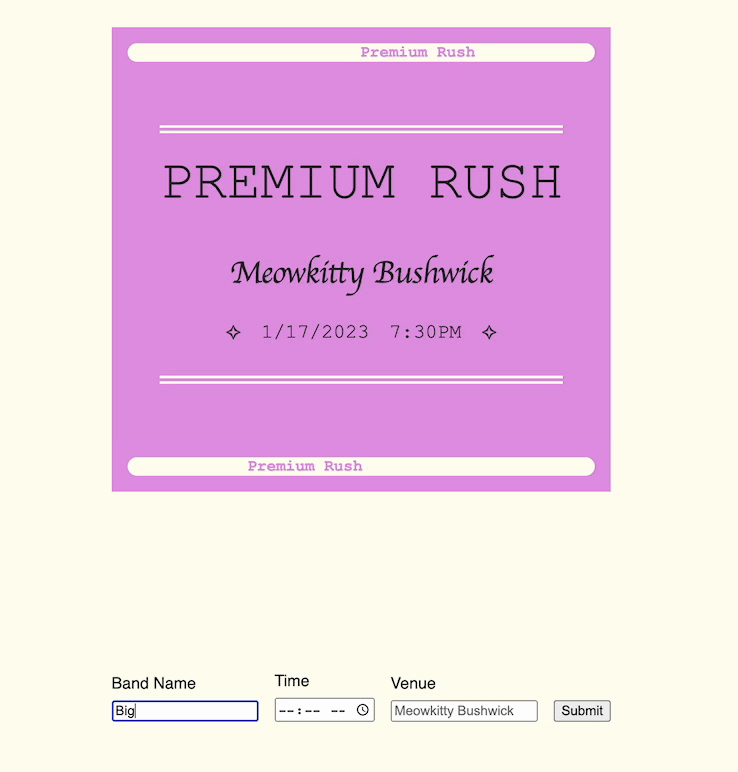 Premium Rush
PREMIUM RUSH
Meowkitty Bushwick
✧ 1/17/2023 7:30PM ✧
Premium Rush
Band Name Time Venue
Big --:-- -- Meowkitty Bushwick Submit